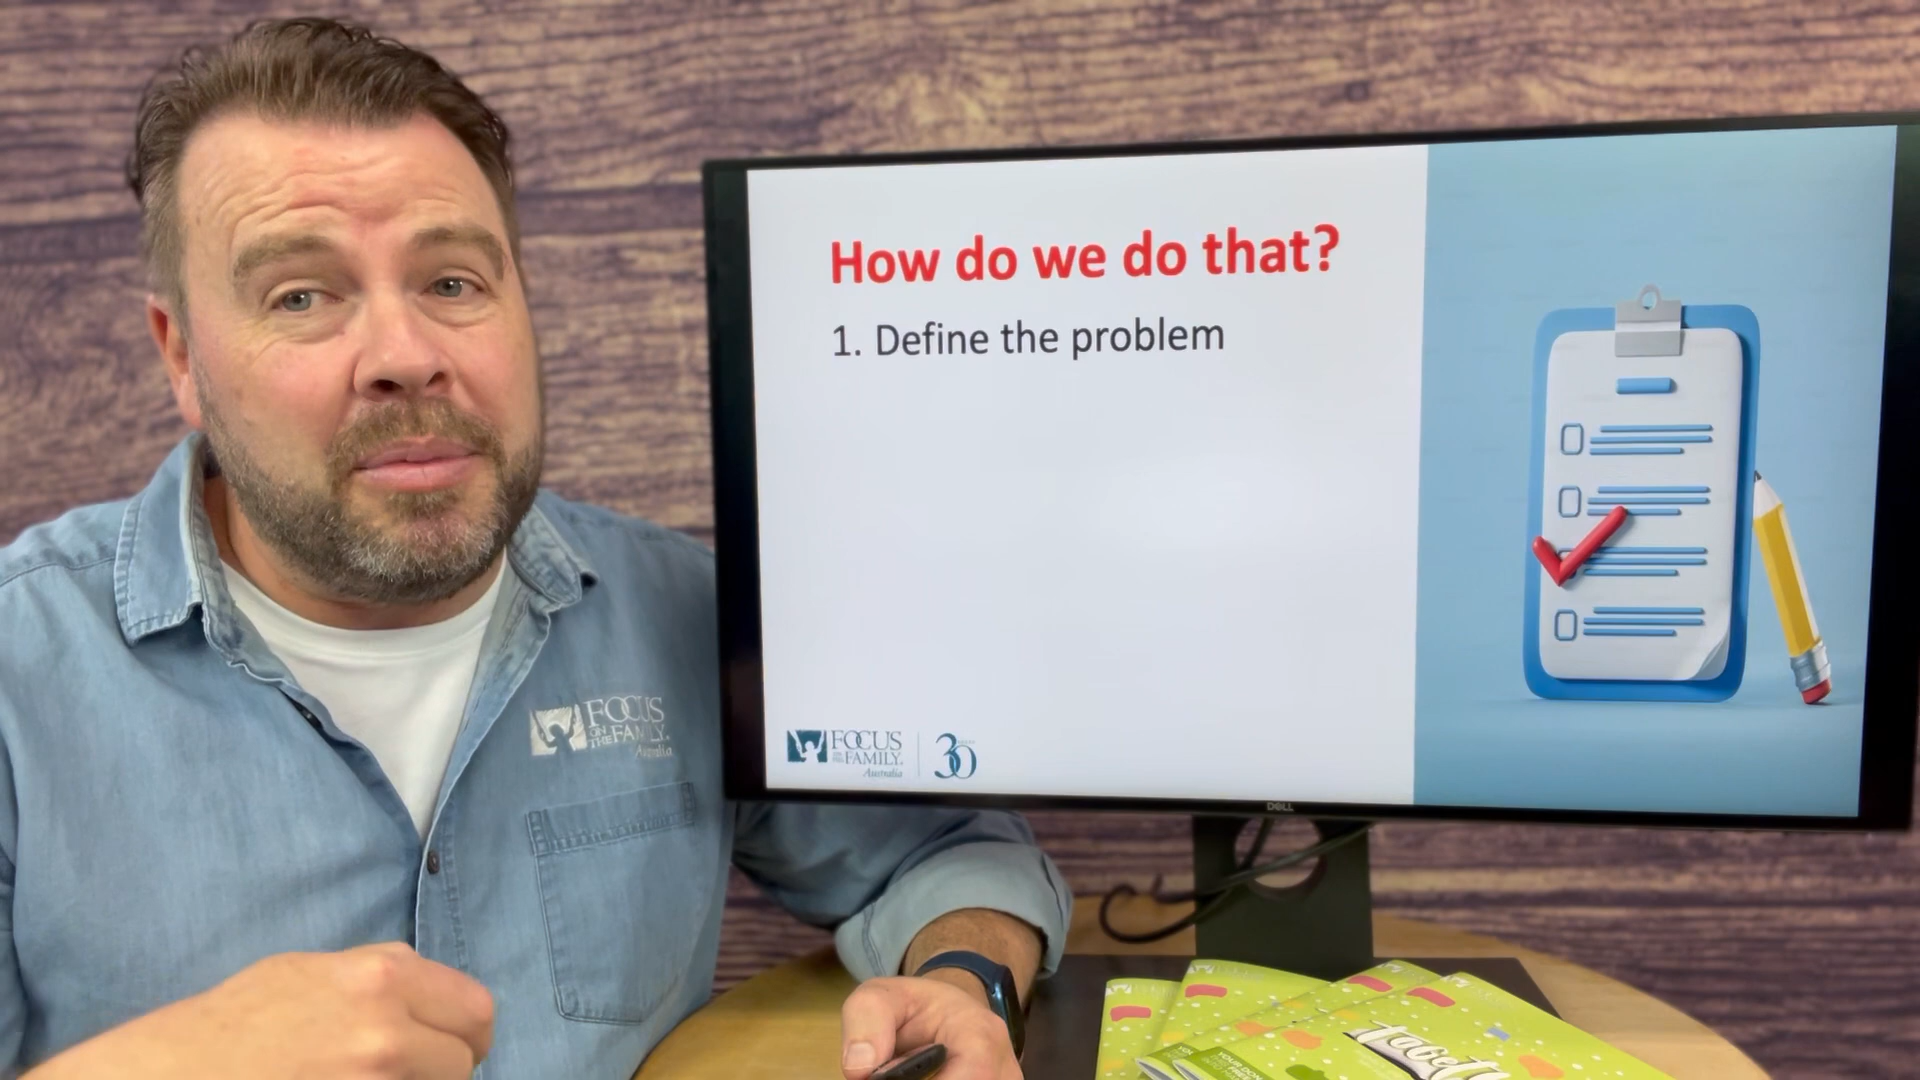 How do we do that?
1. Define the problem
FOCUS
ON THE FAMILY.
Australia
FOCUS
ON THE FAMILY.
Australia
30
DELL